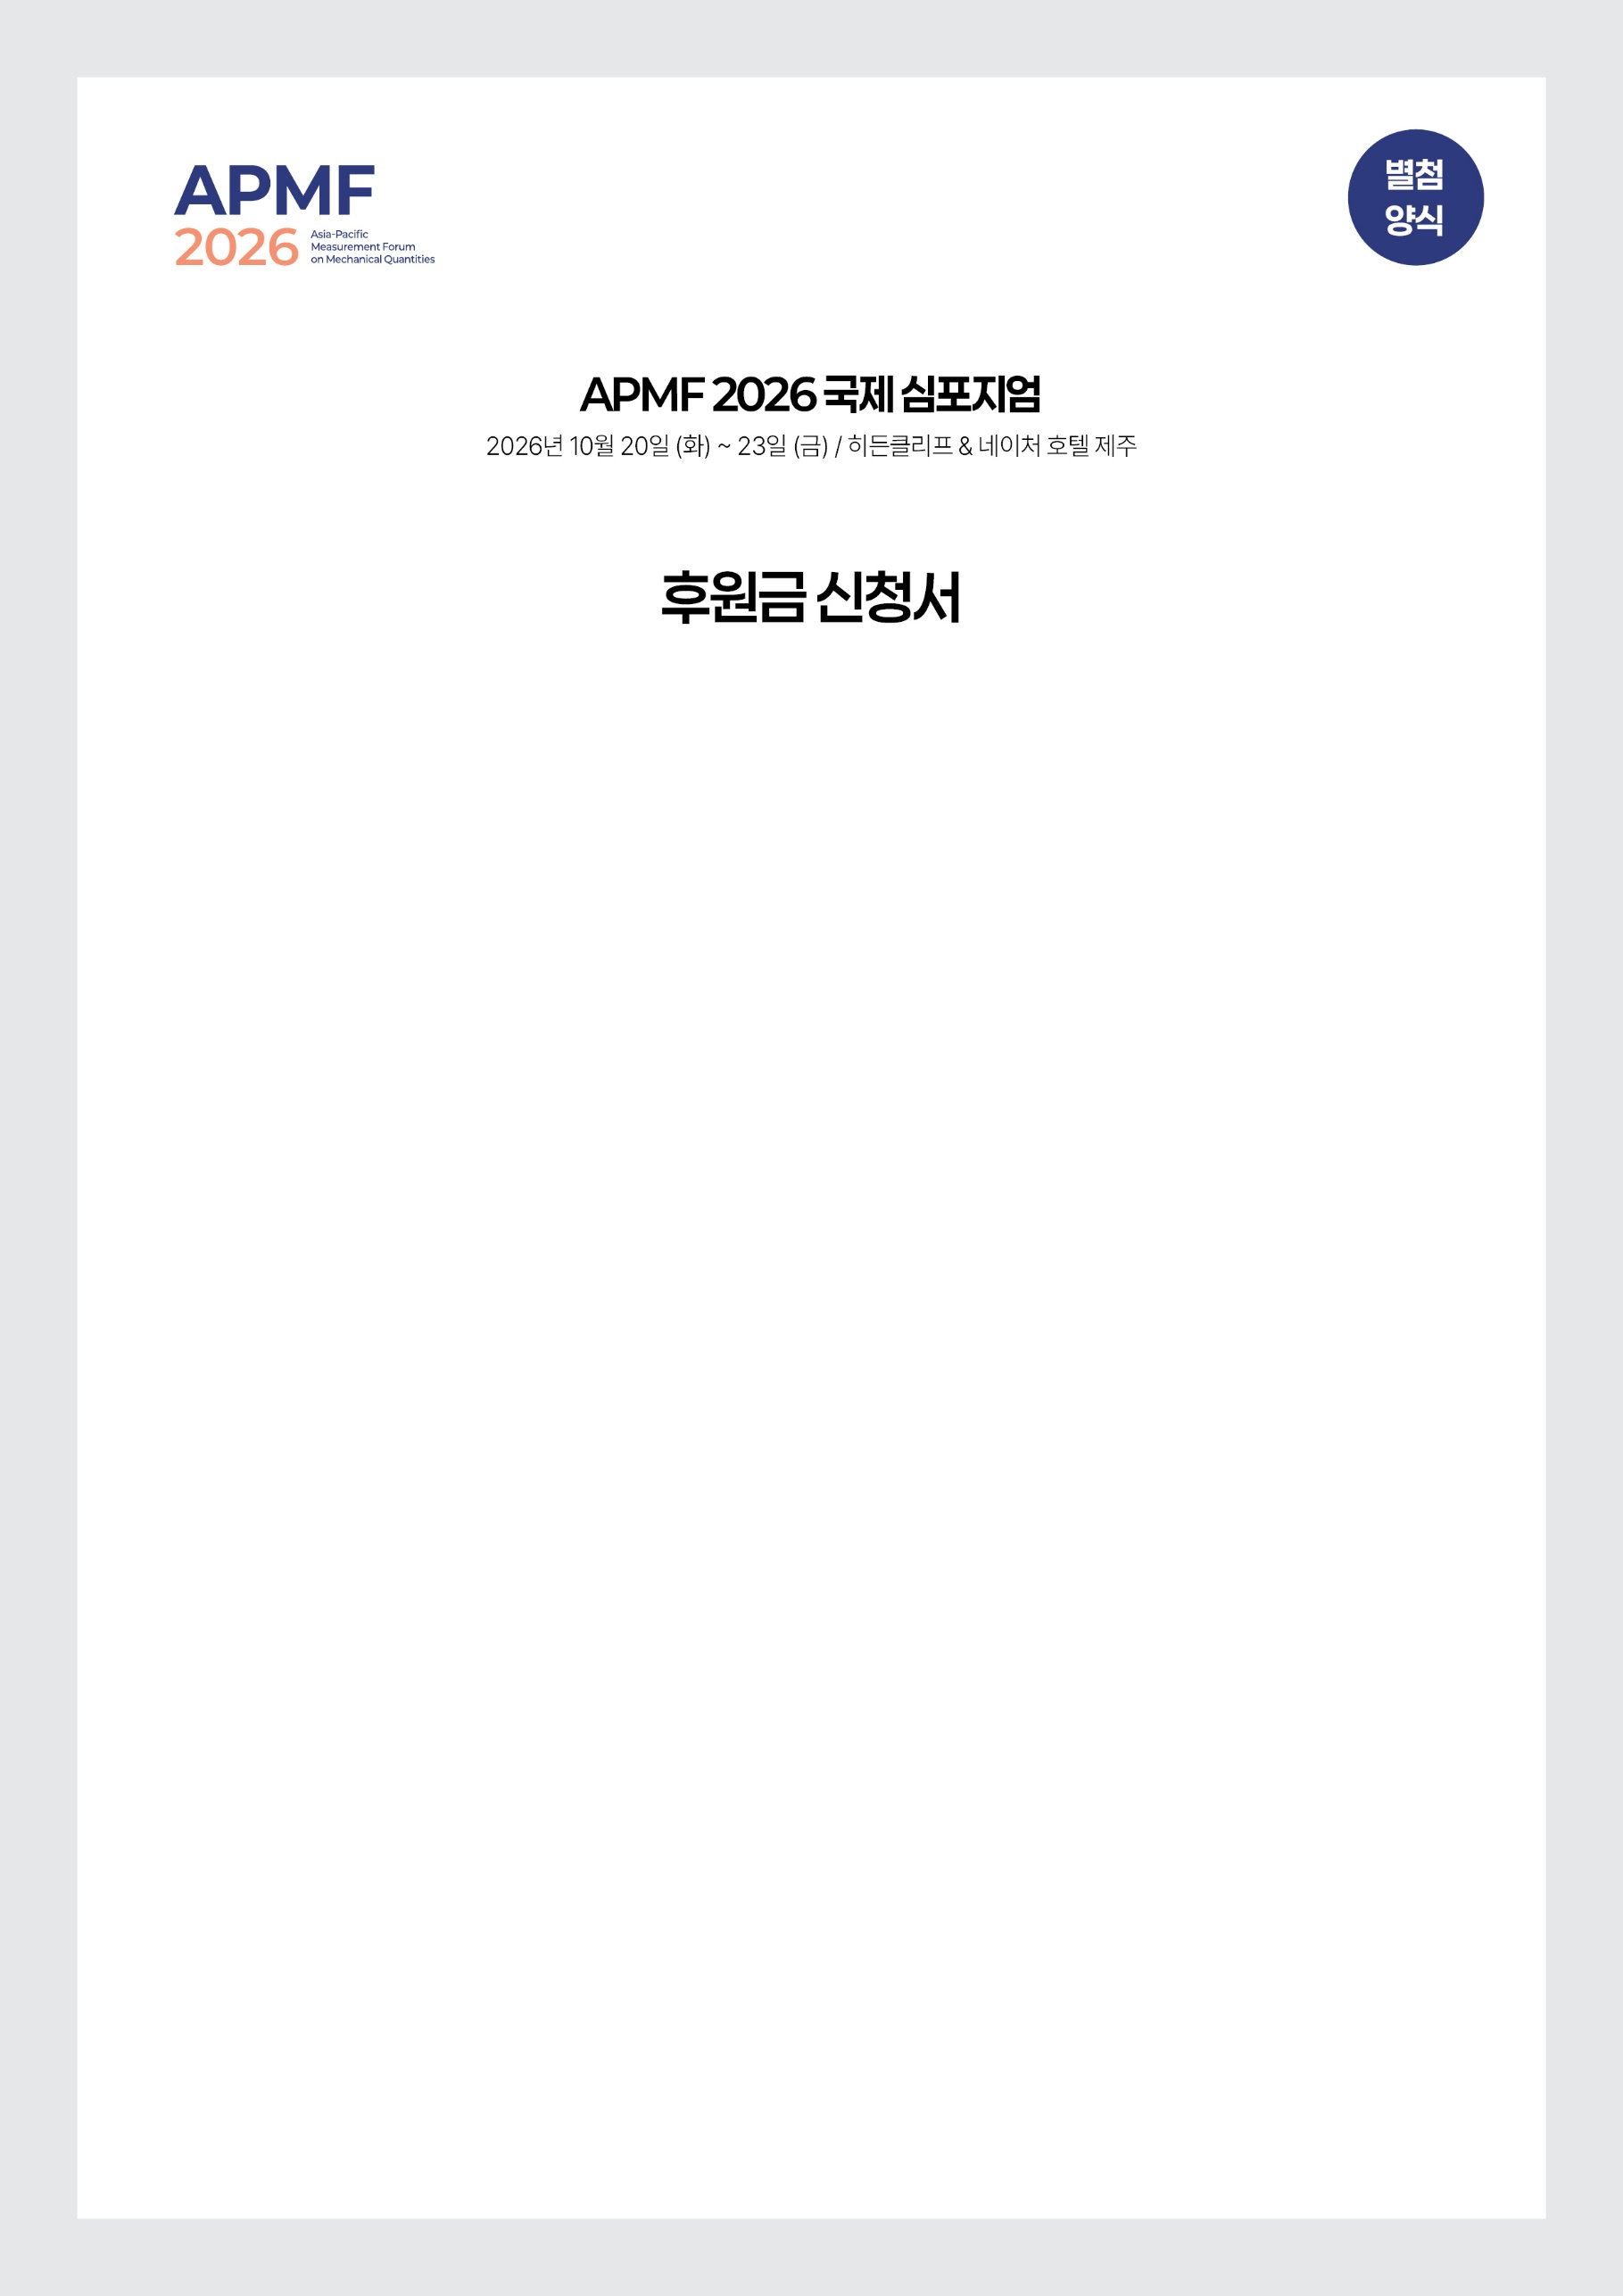 APMF
2026
Asia-Pacific
Measurement Forum
on Mechanical Quantities
별첨
양식
APMF 2026 국제 심포지엄
2026년 10월 20일 (화) ~ 23일 (금) / 히든클리프 & 네이처 호텔 제주
후원금 신청서